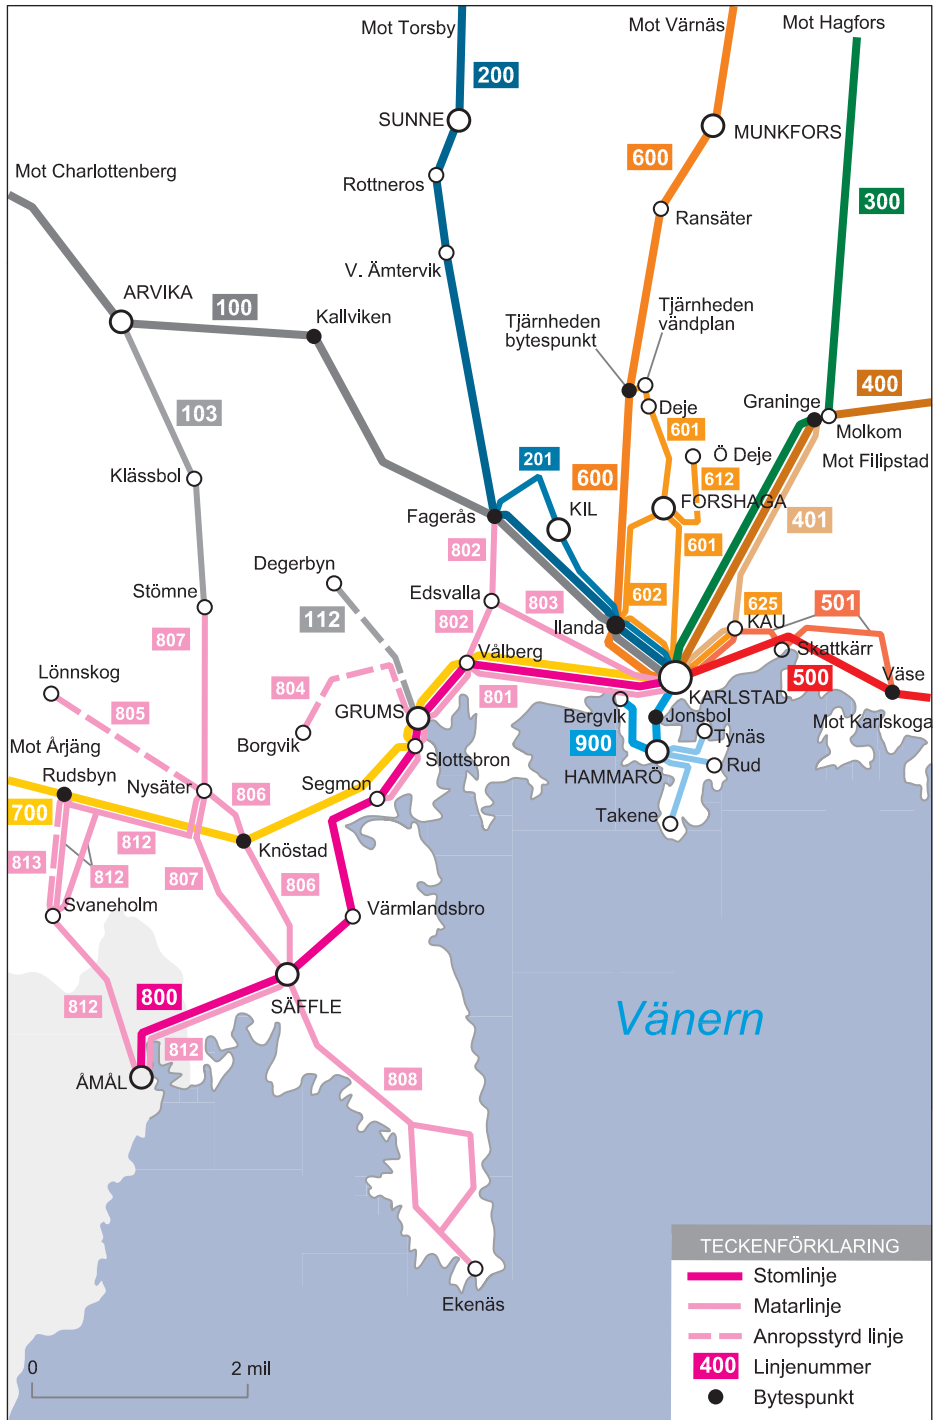 Mot Torsby
Mot Värnäs
Mot Hagfors
200
SUNNE
MUNKFORS
600
Mot Charlottenberg
Rottneros
300
Ransäter
V. Ämtervik
ARVIKA
100
Kallviken
Tjärnheden
vändplan
Tjärnheden
bytespunkt
400
Graninge
Deje
Molkom
103
601
Ö Deje
Mot Filipstad
201
600
612
Klässbol
KIL
FORSHAGA
Fagerås
401
601
802
Degerbyn
602
803
625
501
Edsvalla
Stömne
112
802
KAU
Ilanda
807
Skattkärr
Vålberg
Lönnskog
804
801
500
Väse
KARLSTAD
805
GRUMS
Bergvik
Jonsbol
Mot Karlskoga
Tynäs
Mot Årjäng
Borgvik
900
Slottsbron
Rudsbyn
HAMMARÖ
Rud
Nysäter
806
Segmon
700
Takene
812
Knöstad
813
812
807
806
Svaneholm
Värmlandsbro
800
812
SÄFFLE
Vänern
812
ÅMÅL
808
TECKENFÖRKLARING
Stomlinje
Ekenäs
Matarlinje
Anropsstyrd linje
0
2 mil
400
Linjenummer
Bytespunkt